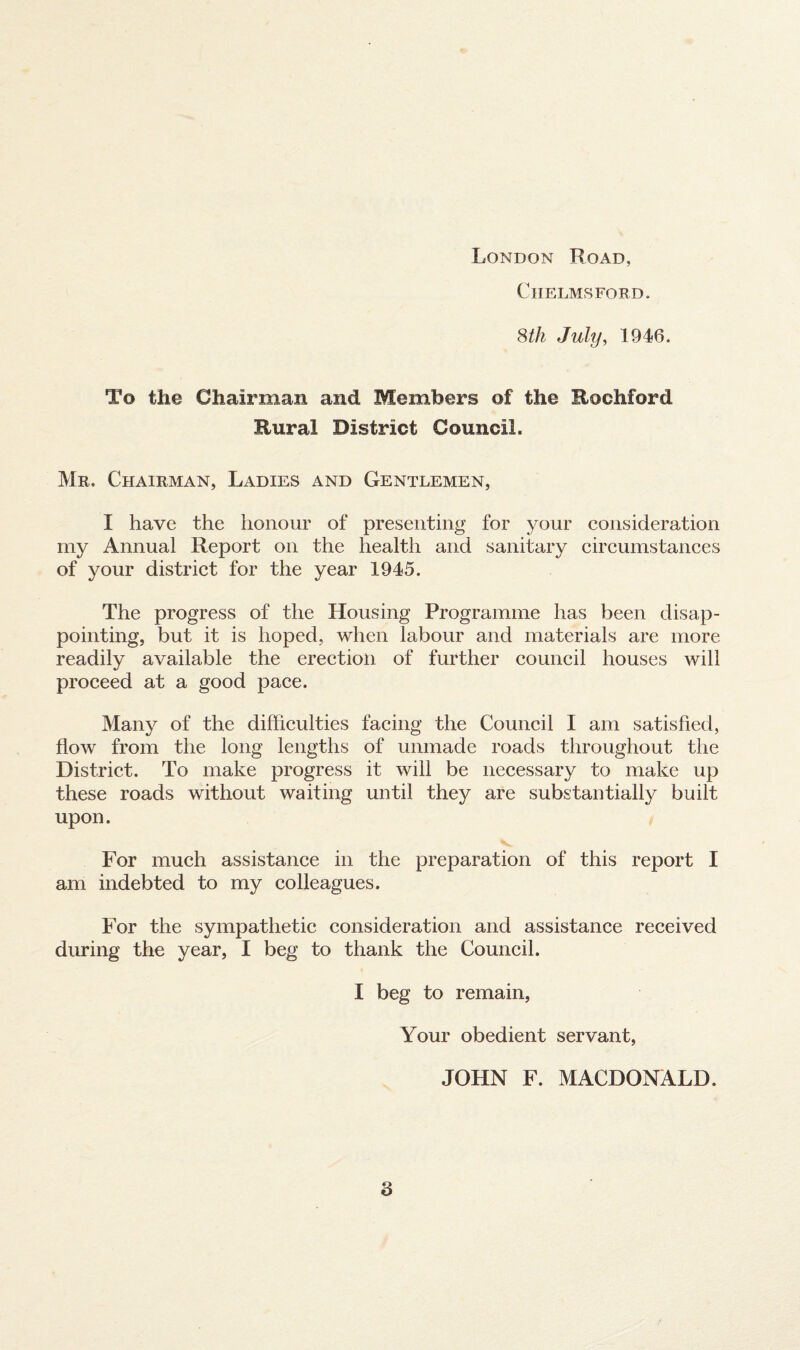 London Road,
Chelmsford.
8th July, 1946.
To the Chairman and Members of the Rochford
Rural District Council.
Mr. Chairman, Ladies and Gentlemen,
I have the honour of presenting for your consideration
my Annual Report on the health and sanitary circumstances
of your district for the year 1945.
The progress of the Housing Programme has been disap-
pointing, but it is hoped, when labour and materials are more
readily available the erection of further council houses will
proceed at a good pace.
Many of the difficulties facing the Council I am satisfied,
flow from the long lengths of unmade roads throughout the
District. To make progress it will be necessary to make up
these roads without waiting until they are substantially built
upon.
For much assistance in the preparation of this report I
am indebted to my colleagues.
For the sympathetic consideration and assistance received
during the year, I beg to thank the Council.
I beg to remain,
Your obedient servant,
JOHN F. MACDONALD.
3